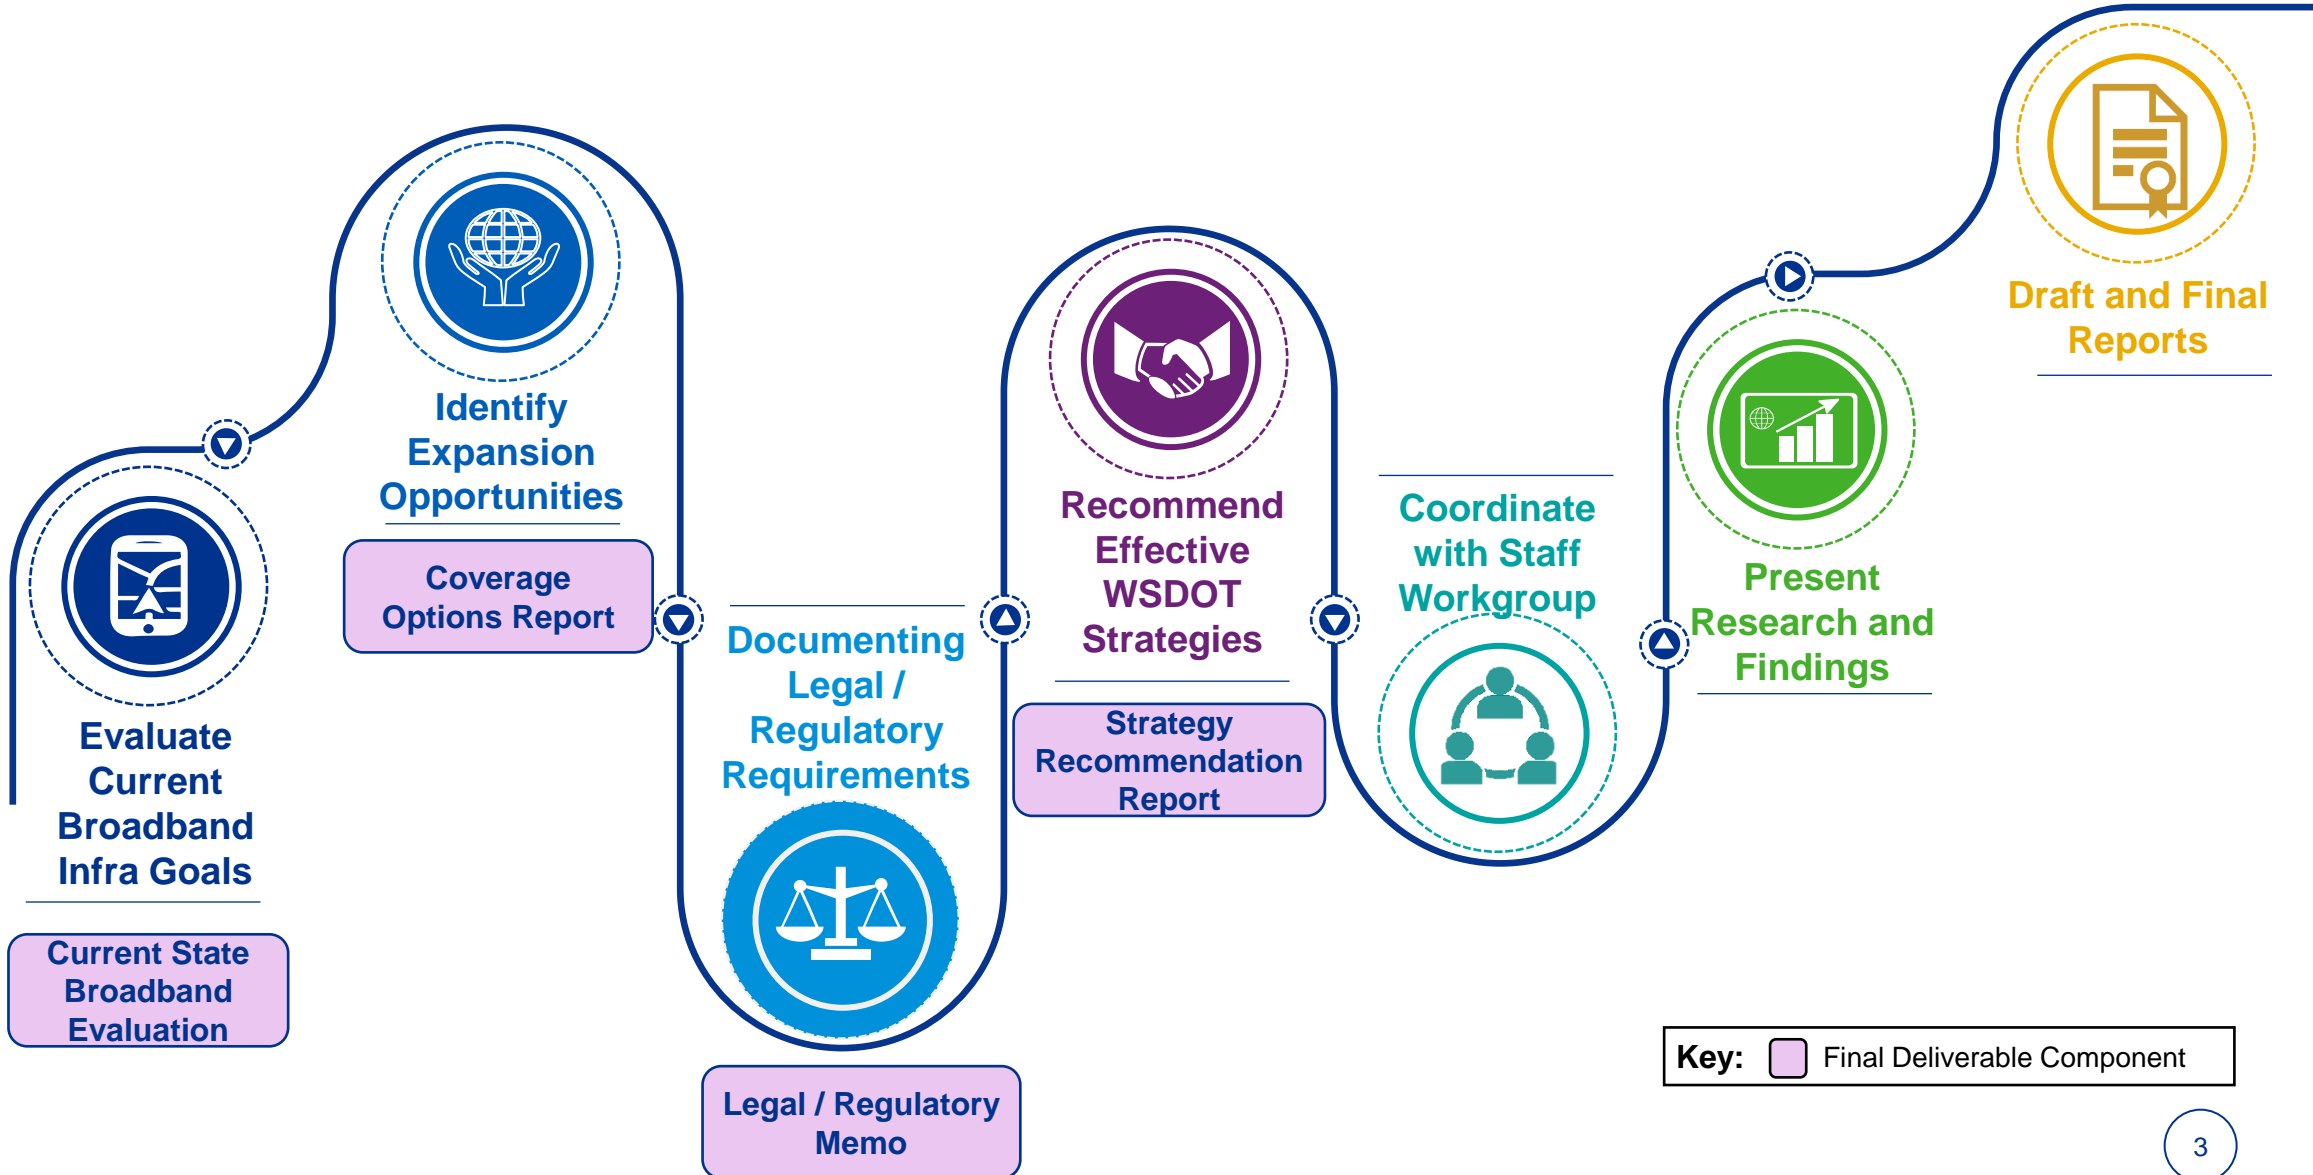 Evaluate
Current
Broadband
Infra Goals
Current State
Broadband
Evaluation
Identify
Expansion
Opportunities
Coverage
Options Report
Documenting
Legal /
Regulatory
Requirements
Legal / Regulatory
Memo
Recommend
Effective
WSDOT
Strategies
Strategy
Recommendation
Report
Coordinate
with Staff
Workgroup
Present
Research and
Findings
Draft and Final
Reports
Key: Final Deliverable Component
3